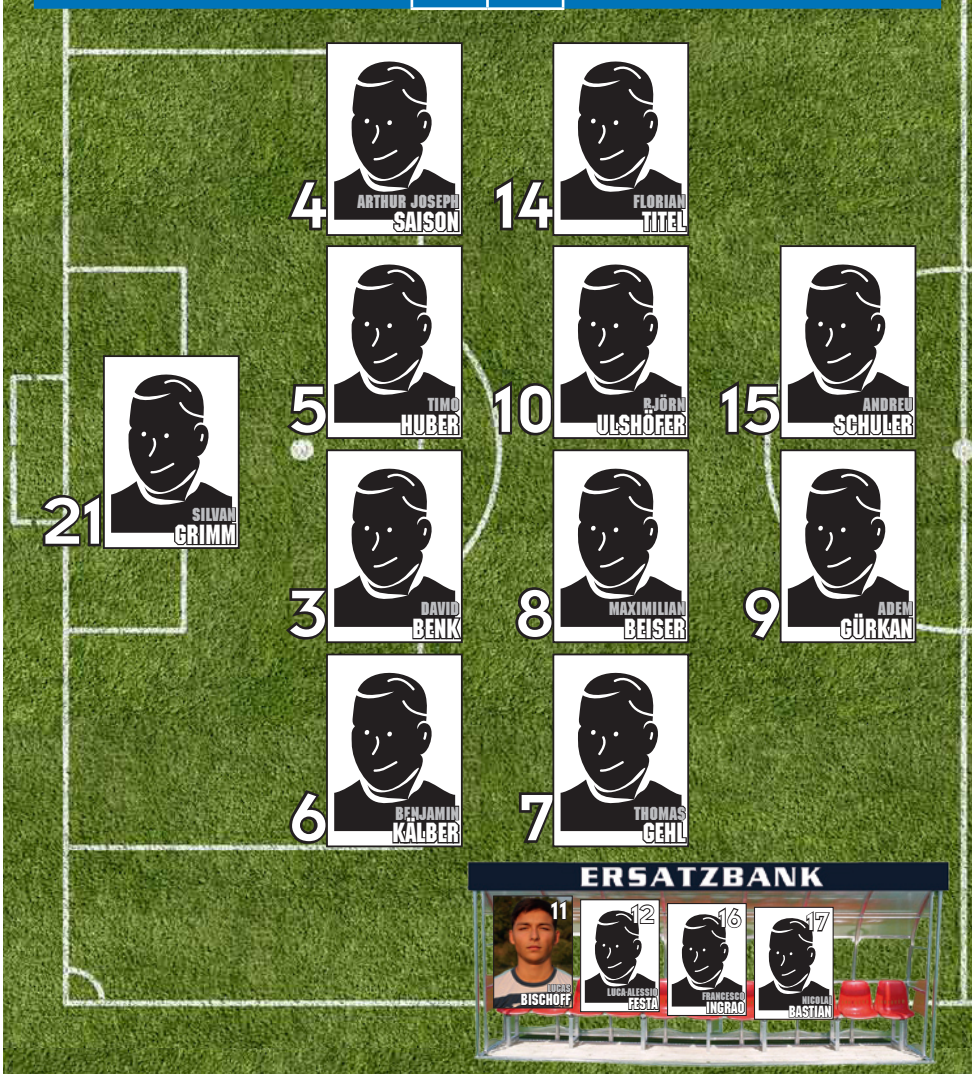 4
ARTHUR JOSEPH
SAISON
14
FLORIAN
TITEL
5
TIMO
HUBER
10
BJÖRN
ULSHÖFER
15
ANDREU
SCHULER
21
SILVAN
GRIMM
3
DAVID
BENK
8
MAXIMILIAN
BEISER
9
ADEM
GÜRKAN
6
BENJAMIN
KÄLBER
7
THOMAS
GEHL
ERSATZBANK
11
LUCAS
BISCHOFF
12
LUCA-ALESSIO
FESTA
16
FRANCESCO
INGRAO
17
NICOLAI
BASTIAN